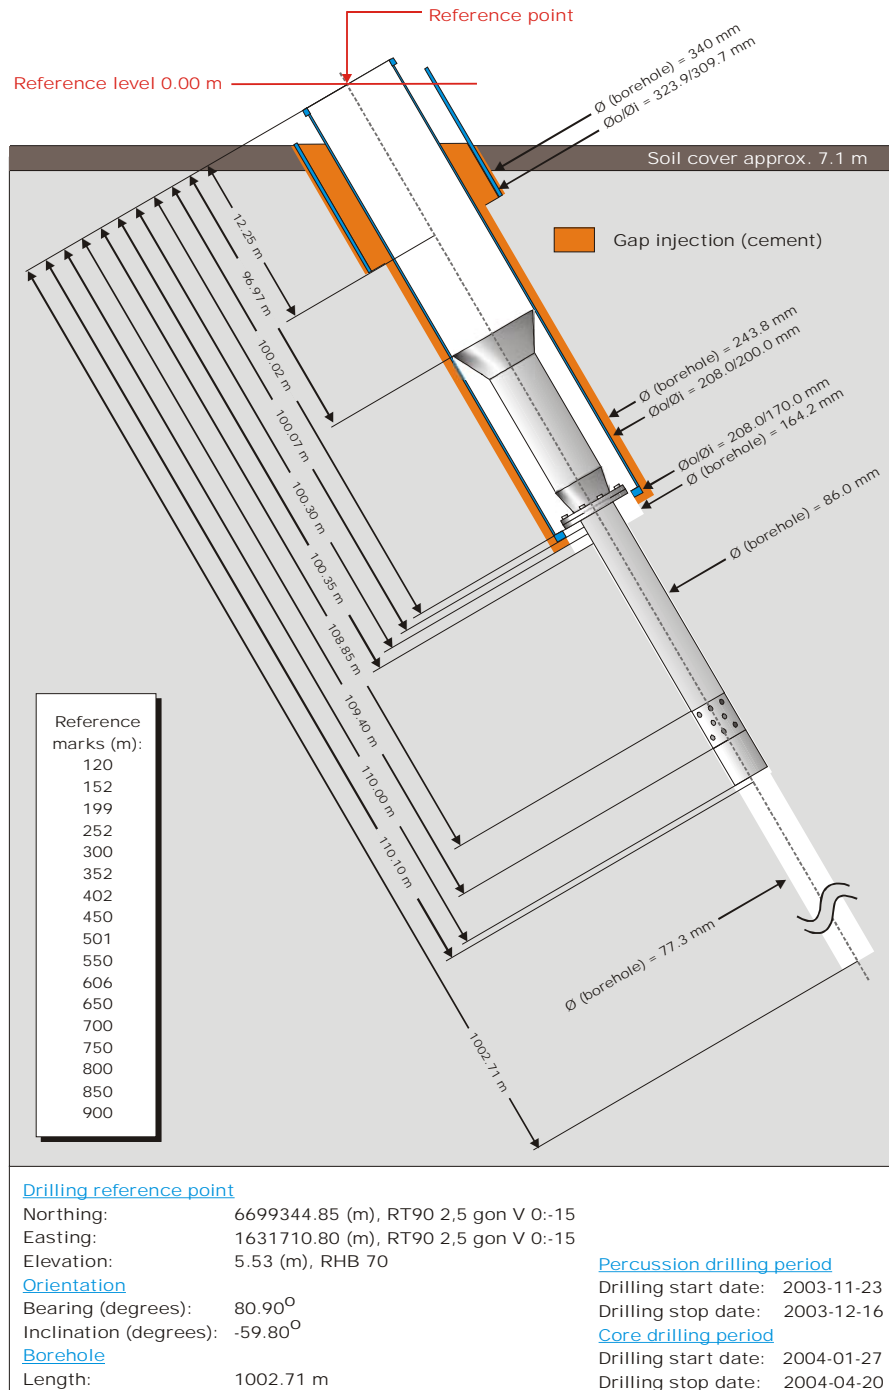 Reference point
Reference level 0.00 m
Ø (borehole) = 340 mm
Øo/Øi = 323.9/309.7 mm
Soil cover approx. 7.1 m
Gap injection (cement)
12.25 m
96.97 m
100.02 m
100.07 m
100.30 m
100.35 m
108.85 m
109.40 m
110.00 m
110.10 m
1002.71 m
Ø (borehole) = 243.8 mm
Øo/Øi = 208.0/200.0 mm
Øo/Øi = 208.0/170.0 mm
Ø (borehole) = 164.2 mm
Ø (borehole) = 86.0 mm
Ø (borehole) = 77.3 mm
Reference
marks (m):
120
152
199
252
300
352
402
450
501
550
606
650
700
750
800
850
900
Drilling reference point
Northing: 6699344.85 (m), RT90 2,5 gon V 0:-15
Easting: 1631710.80 (m), RT90 2,5 gon V 0:-15
Elevation: 5.53 (m), RHB 70
Orientation
Bearing (degrees): 80.90°
Inclination (degrees): -59.80°
Borehole
Length: 1002.71 m
Percussion drilling period
Drilling start date: 2003-11-23
Drilling stop date: 2003-12-16
Core drilling period
Drilling start date: 2004-01-27
Drilling stop date: 2004-04-20